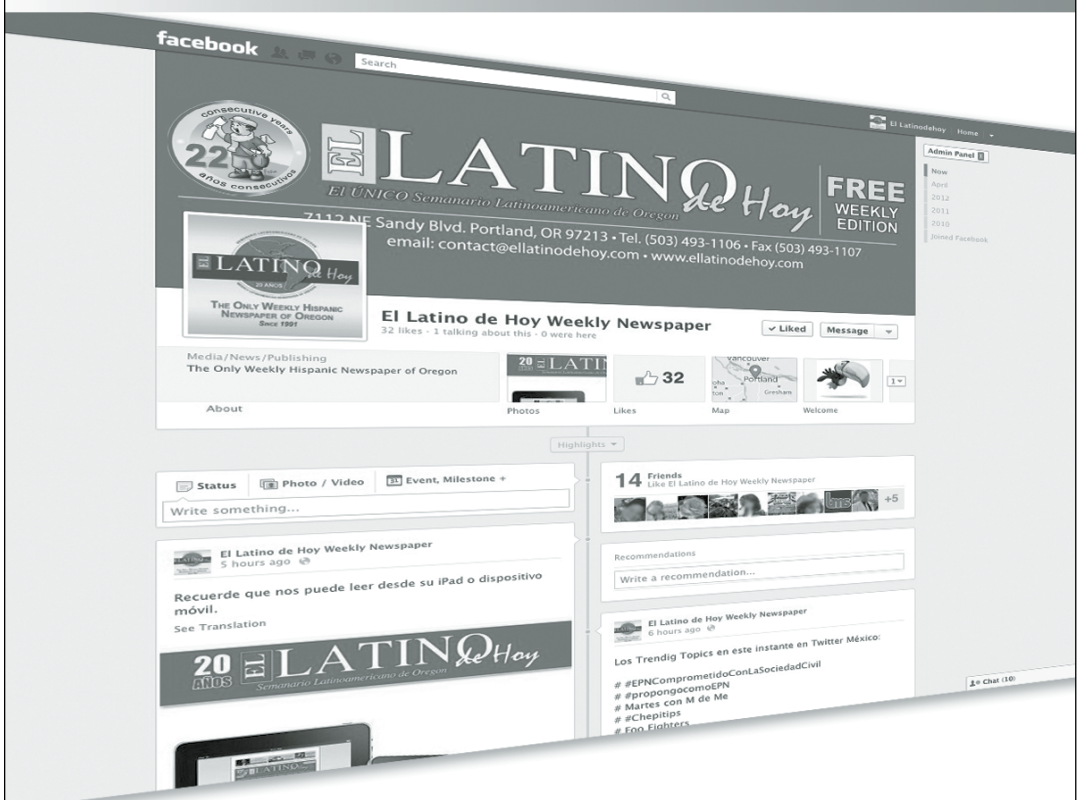 facebook
Search
El Latinodehoy Home
consecutive years
22
años consecutivos
EL LATINO de Hoy
El ÚNICO Semanario Latinoamericano de Oregon
FREE
WEEKLY
EDITION
7112 NE Sandy Blvd. Portland, OR 97213 • Tel. (503) 493-1106 • Fax (503) 493-1107
email: contact@ellatinodehoy.com • www.ellatinodehoy.com
Admin Panel
Now
April
2012
2011
2010
Joined Facebook
EL LATINO de Hoy
20 AÑOS
THE ONLY WEEKLY HISPANIC
NEWSPAPER OF OREGON
SINCE 1991
El Latino de Hoy Weekly Newspaper
32 likes · 1 talking about this · 0 were here
Liked
Message
Media/News/Publishing
The Only Weekly Hispanic Newspaper of Oregon
About
20 EL LATIN
Photos
32
Likes
Vancouver
Portland
Gresham
Map
Welcome
1
Highlights
Status
Photo / Video
Event, Milestone +
Write something...
14 Friends
Like El Latino de Hoy Weekly Newspaper
+5
Recommendations
Write a recommendation...
El Latino de Hoy Weekly Newspaper
5 hours ago
Recuerde que nos puede leer desde su iPad o dispositivo
móvil.
See Translation
20 AÑOS
EL LATINO de Hoy
Semanario Latinoamericano de Oregon
LATINO
El Latino de Hoy Weekly Newspaper
6 hours ago
Los Trendig Topics en este instante en Twitter México:
# #EPNComprometidoConLaSociedadCivil
# #propongocomoEPN
# Martes con M de Me
# #Chepitips
# Foo Fighters
Chat (10)